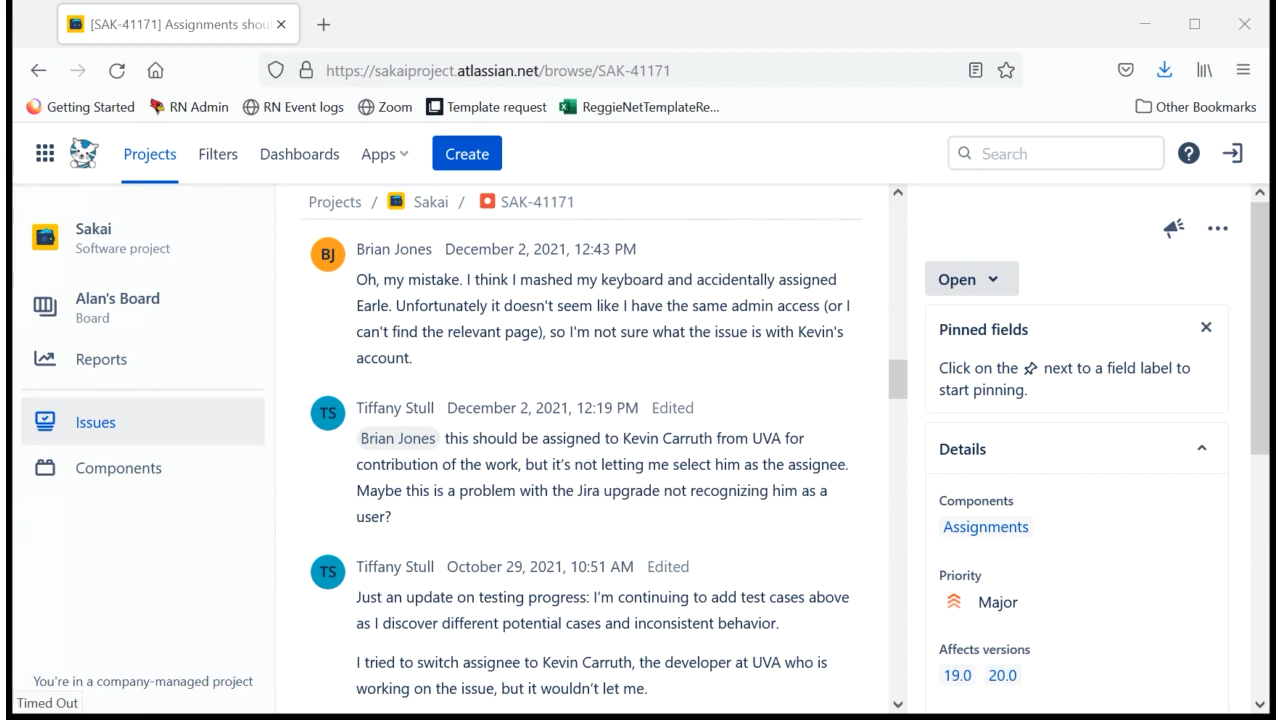 [SAK-41171] Assignments shou
https://sakaiproject.atlassian.net/browse/SAK-41171
Getting Started RN Admin RN Event logs Zoom Template request ReggieNetTemplateRe... Other Bookmarks
Projects Filters Dashboards Apps Create Search
Sakai
Software project
Alan's Board
Board
Reports
Issues
Components
You're in a company-managed project
Timed Out
Projects / Sakai / SAK-41171
BJ Brian Jones December 2, 2021, 12:43 PM
Oh, my mistake. I think I mashed my keyboard and accidentally assigned
Earle. Unfortunately it doesn't seem like I have the same admin access (or I
can't find the relevant page), so I'm not sure what the issue is with Kevin's
account.
TS Tiffany Stull December 2, 2021, 12:19 PM Edited
Brian Jones this should be assigned to Kevin Carruth from UVA for
contribution of the work, but it's not letting me select him as the assignee.
Maybe this is a problem with the Jira upgrade not recognizing him as a
user?
TS Tiffany Stull October 29, 2021, 10:51 AM Edited
Just an update on testing progress: I'm continuing to add test cases above
as I discover different potential cases and inconsistent behavior.
I tried to switch assignee to Kevin Carruth, the developer at UVA who is
working on the issue, but it wouldn't let me.
Open
Pinned fields
Click on the next to a field label to
start pinning.
Details
Components
Assignments
Priority
Major
Affects versions
19.0 20.0